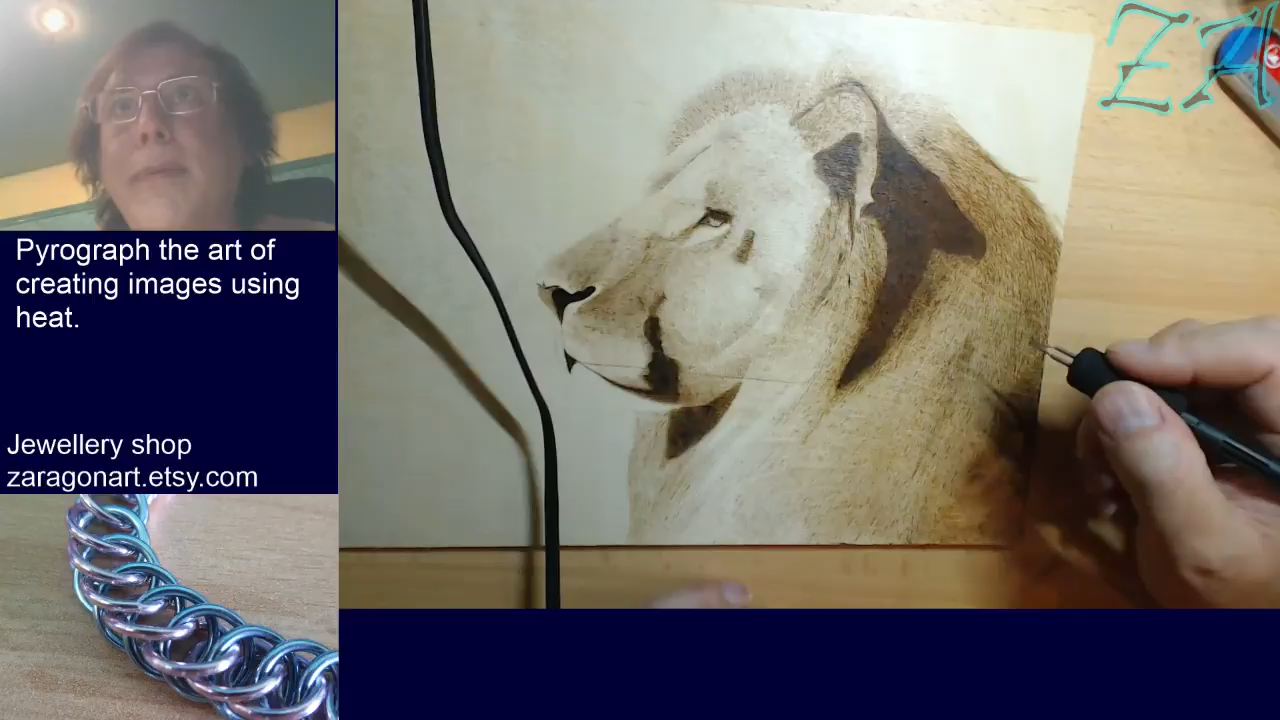 Pyrograph the art of
creating images using
heat.
Jewellery shop
zaragonart.etsy.com
ZA